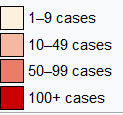 1–9 cases
10–49 cases
50–99 cases
100+ cases